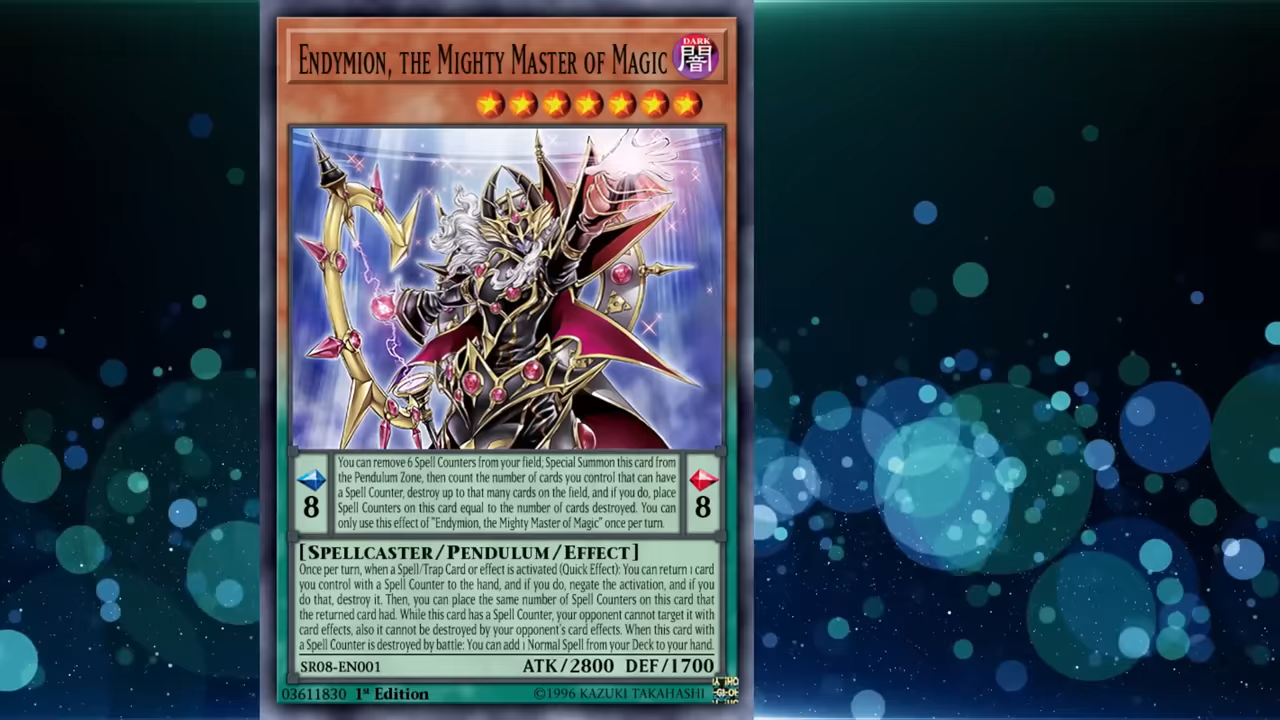 ENDYMION, THE MIGHTY MASTER OF MAGIC
DARK
闇
You can remove 6 Spell Counters from your field; Special Summon this card from
the Pendulum Zone, then count the number of cards you control that can have
a Spell Counter, destroy up to that many cards on the field, and if you do, place
Spell Counters on this card equal to the number of cards destroyed. You can
only use this effect of "Endymion, the Mighty Master of Magic" once per turn.
8
8
[SPELLCASTER/PENDULUM/EFFECT]
Once per turn, when a Spell/Trap Card or effect is activated (Quick Effect): You can return 1 card
you control with a Spell Counter to the hand, and if you do, negate the activation, and if you
do that, destroy it. Then, you can place the same number of Spell Counters on this card that
the returned card had. While this card has a Spell Counter, your opponent cannot target it with
card effects, also it cannot be destroyed by your opponent's card effects. When this card with
a Spell Counter is destroyed by battle: You can add 1 Normal Spell from your Deck to your hand.
SR08-EN001
ATK/2800 DEF/1700
03611830 1st Edition
©1996 KAZUKI TAKAHASHI